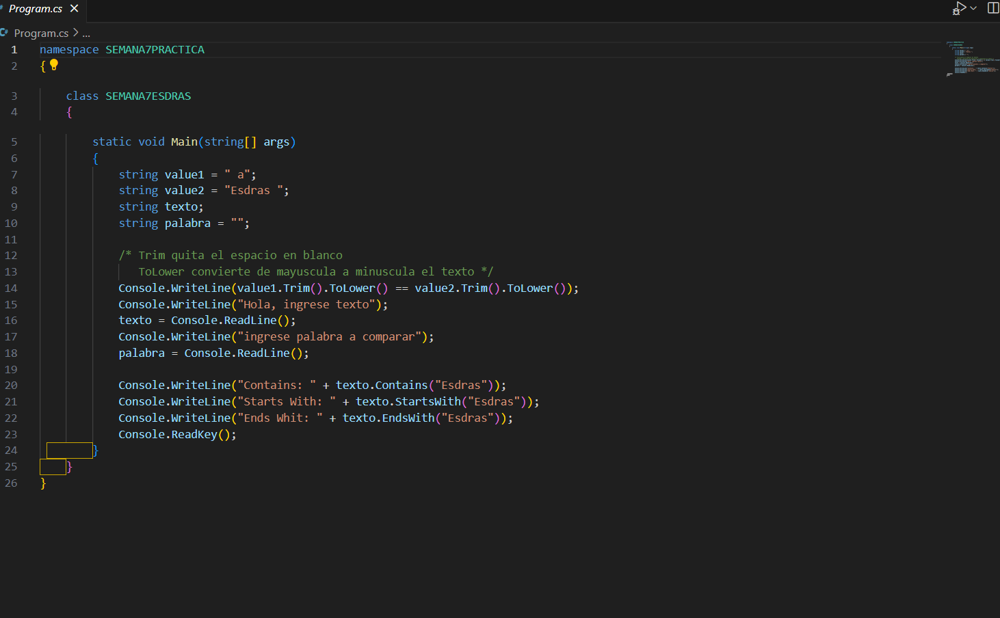 Program.cs
C# Program.cs > ...
1 namespace SEMANA7PRACTICA
2 {
3     class SEMANA7ESDRAS
4     {
5         static void Main(string[] args)
6         {
7             string value1 = " a";
8             string value2 = "Esdras ";
9             string texto;
10             string palabra = "";
11
12             /* Trim quita el espacio en blanco
13                ToLower convierte de mayuscula a minuscula el texto */
14             Console.WriteLine(value1.Trim().ToLower() == value2.Trim().ToLower());
15             Console.WriteLine("Hola, ingrese texto");
16             texto = Console.ReadLine();
17             Console.WriteLine("ingrese palabra a comparar");
18             palabra = Console.ReadLine();
19
20             Console.WriteLine("Contains: " + texto.Contains("Esdras"));
21             Console.WriteLine("Starts With: " + texto.StartsWith("Esdras"));
22             Console.WriteLine("Ends Whit: " + texto.EndsWith("Esdras"));
23             Console.ReadKey();
24         }
25     }
26 }